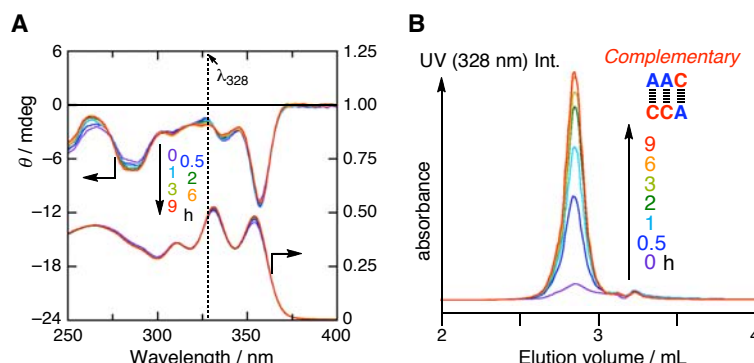 A
6
0
−6
−12
−18
−24
θ / mdeg
1.25
1.00
0.75
0.50
0.25
0
λ328
0 0.5
1 2
3 6
9 h
250 300 350 400
Wavelength / nm
B
UV (328 nm) Int.
Complementary
AAC
CCA
absorbance
9
6
3
2
1
0.5
0 h
2 3 4
Elution volume / mL